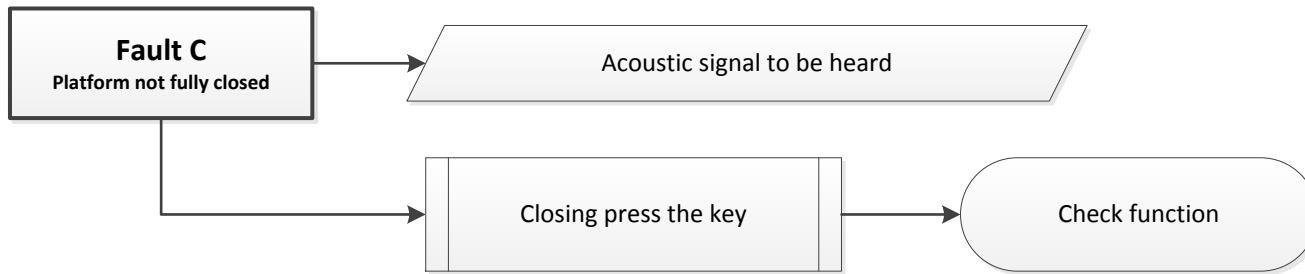 Fault C
Platform not fully closed
Acoustic signal to be heard
Closing press the key
Check function